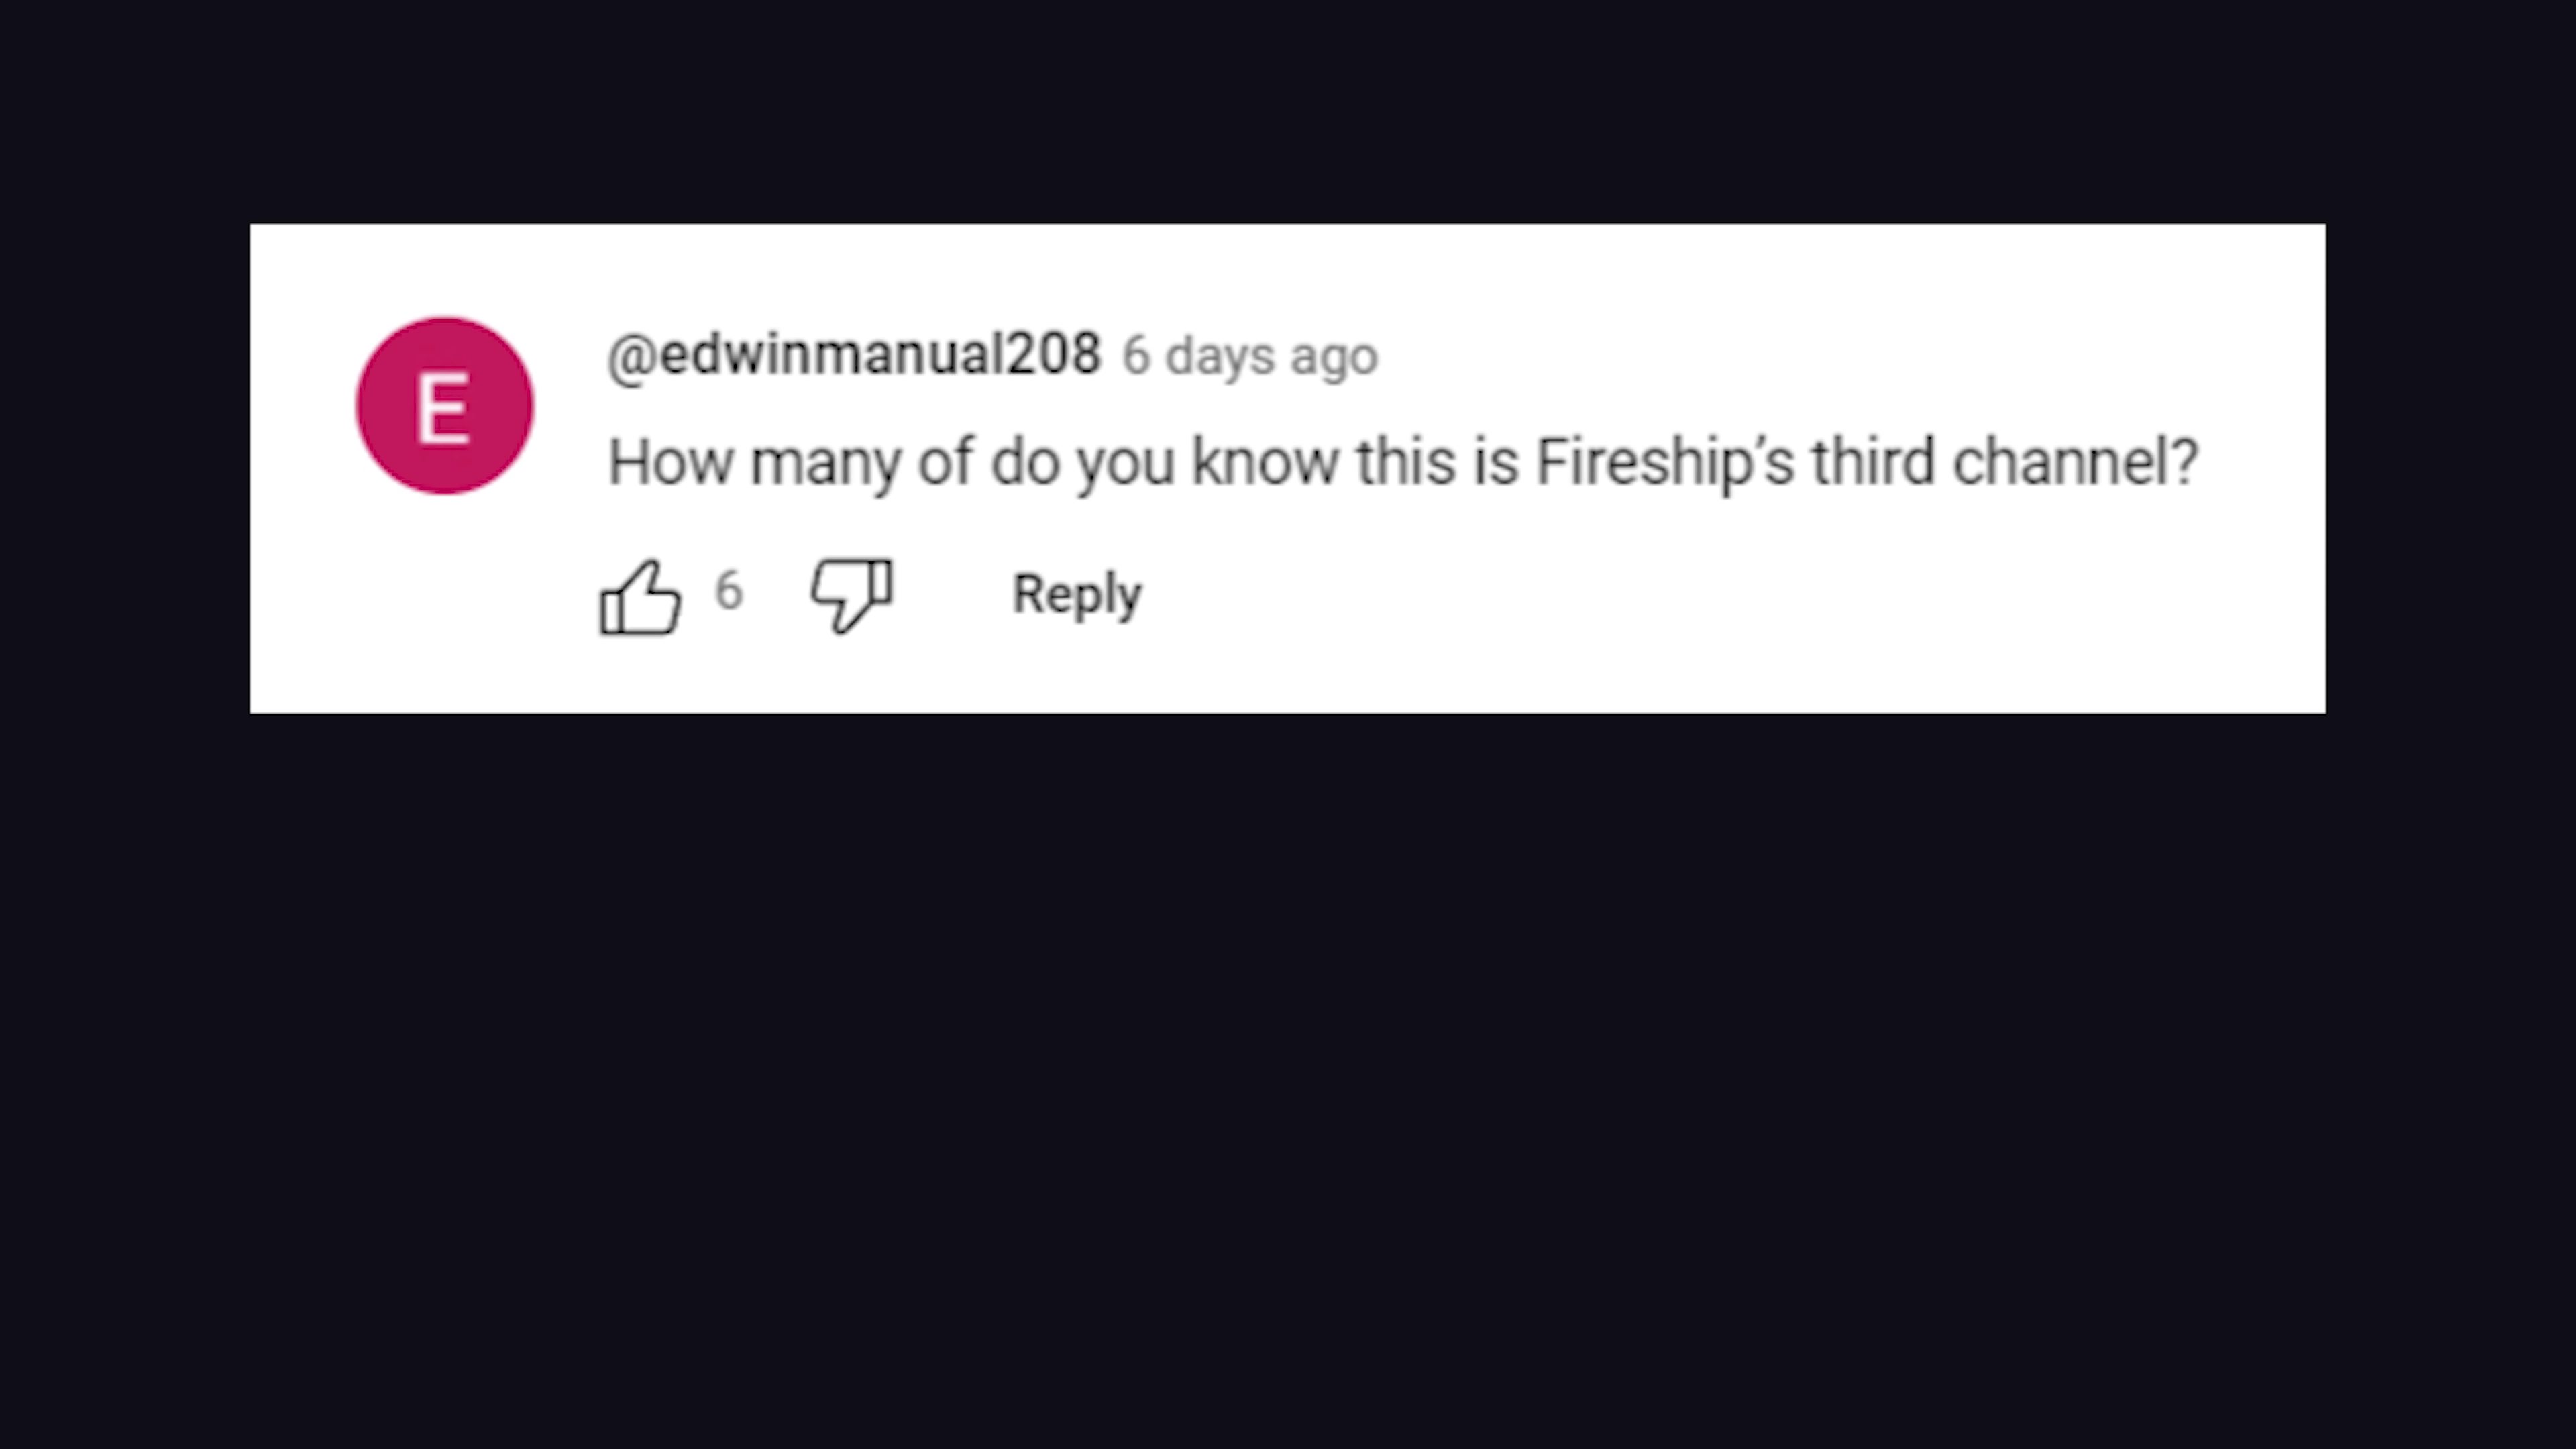 E
@edwinmanual208 6 days ago
How many of do you know this is Fireship’s third channel?
6 Reply